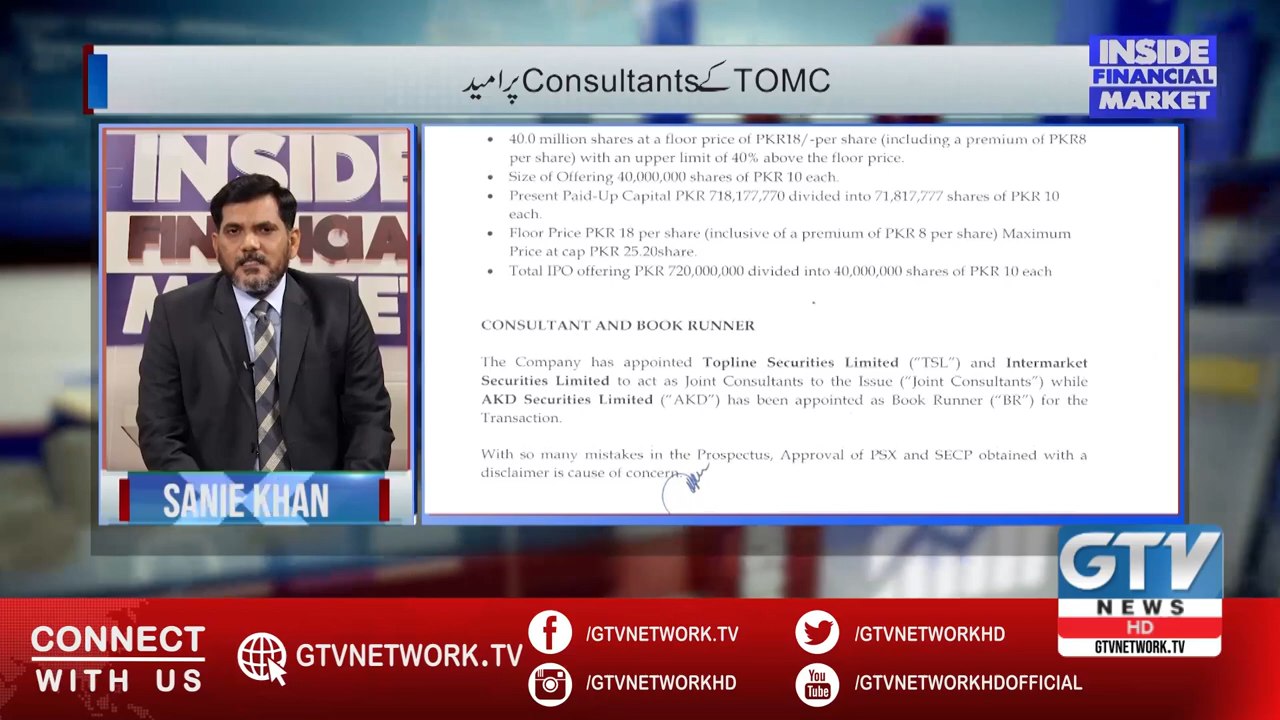 TOMC کے Consultants پر امید
INSIDE
FINANCIAL
MARKET
INSIDE
FINANCIAL
SANIE KHAN
• 40.0 million shares at a floor price of PKR18/-per share (including a premium of PKR8
per share) with an upper limit of 40% above the floor price.
• Size of Offering 40,000,000 shares of PKR 10 each.
• Present Paid-Up Capital PKR 718,177,770 divided into 71,817,777 shares of PKR 10
each.
• Floor Price PKR 18 per share (inclusive of a premium of PKR 8 per share) Maximum
Price at cap PKR 25.20share.
• Total IPO offering PKR 720,000,000 divided into 40,000,000 shares of PKR 10 each
CONSULTANT AND BOOK RUNNER
The Company has appointed Topline Securities Limited ("TSL") and Intermarket
Securities Limited to act as Joint Consultants to the Issue ("Joint Consultants") while
AKD Securities Limited ("AKD") has been appointed as Book Runner ("BR") for the
Transaction.
With so many mistakes in the Prospectus, Approval of PSX and SECP obtained with a
disclaimer is cause of concern.
GTV
NEWS
HD
GTVNETWORK.TV
CONNECT
WITH US
GTVNETWORK.TV
/GTVNETWORK.TV
/GTVNETWORKHD
/GTVNETWORKHD
You
Tube
/GTVNETWORKHDOFFICIAL